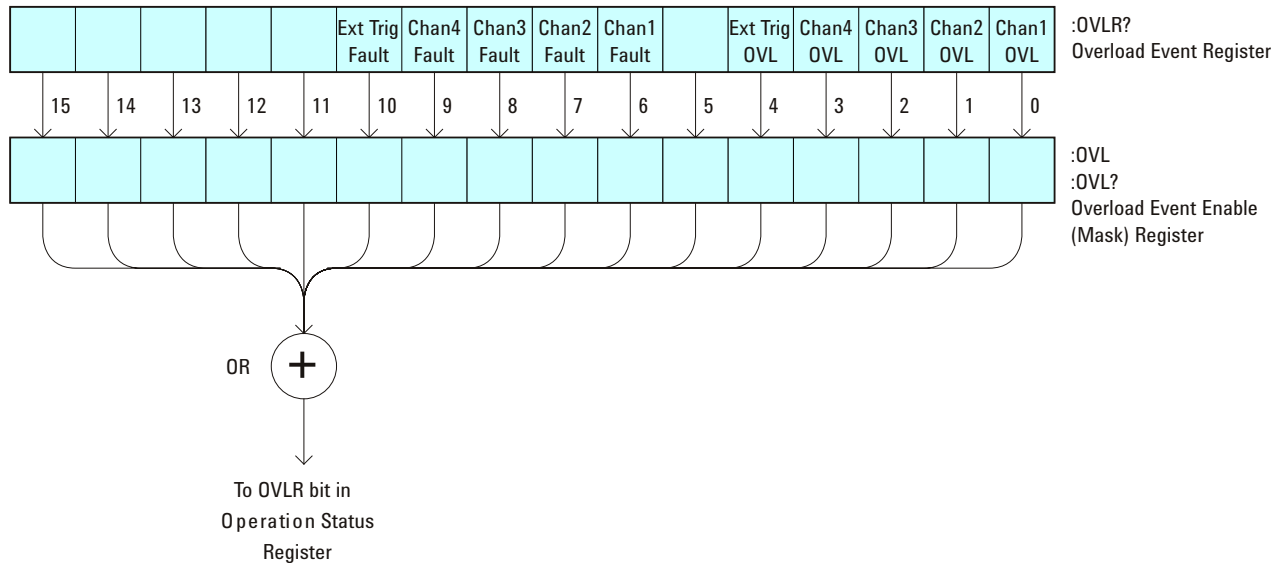 Ext Trig Fault
Chan4 Fault
Chan3 Fault
Chan2 Fault
Chan1 Fault
Ext Trig OVL
Chan4 OVL
Chan3 OVL
Chan2 OVL
Chan1 OVL
:OVLR?
Overload Event Register
15 14 13 12 11 10 9 8 7 6 5 4 3 2 1 0
:OVL
:OVL?
Overload Event Enable
(Mask) Register
OR +
To OVLR bit in
Operation Status
Register